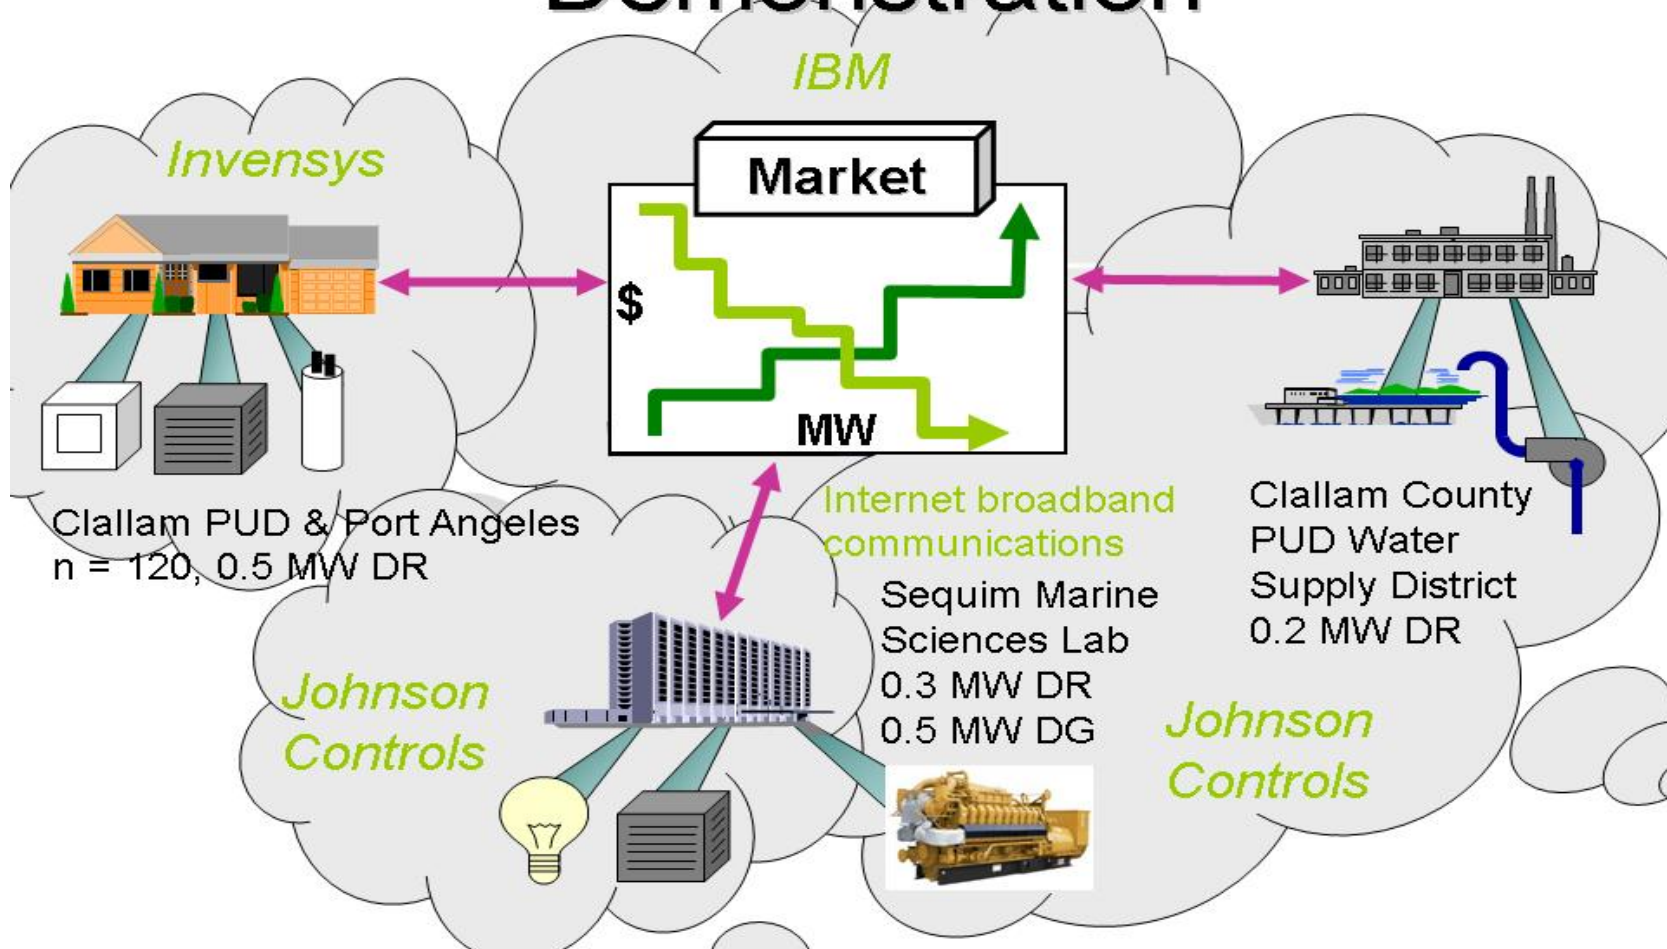 Demonstration
IBM
Invensys
Market
$
MW
Clallam PUD & Port Angeles
n = 120, 0.5 MW DR
Internet broadband
communications
Sequim Marine
Sciences Lab
0.3 MW DR
0.5 MW DG
Clallam County
PUD Water
Supply District
0.2 MW DR
Johnson
Controls
Johnson
Controls